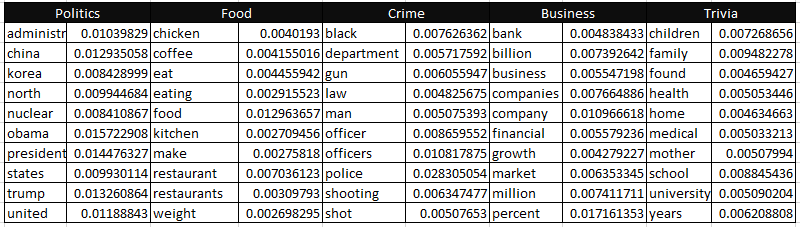 Politics Food Crime Business Trivia
administr 0.01039829 chicken 0.0040193 black 0.007626362 bank 0.004838433 children 0.007268656
china 0.012935058 coffee 0.004155016 department 0.005717592 billion 0.007392642 family 0.009482278
korea 0.008428999 eat 0.004455942 gun 0.006055947 business 0.005547198 found 0.004659427
north 0.009944684 eating 0.002915523 law 0.004825675 companies 0.007664886 health 0.005053446
nuclear 0.008410867 food 0.012963657 man 0.005075393 company 0.010966618 home 0.004634663
obama 0.015722908 kitchen 0.002709456 officer 0.008659552 financial 0.005579236 medical 0.005033213
president 0.014476327 make 0.00275818 officers 0.010817875 growth 0.004279227 mother 0.00507994
states 0.009930114 restaurant 0.007036123 police 0.028305054 market 0.006353345 school 0.008845436
trump 0.013260864 restaurants 0.00309793 shooting 0.006347477 million 0.007411711 university 0.005090204
united 0.01188843 weight 0.002698295 shot 0.00507653 percent 0.017161353 years 0.006208808